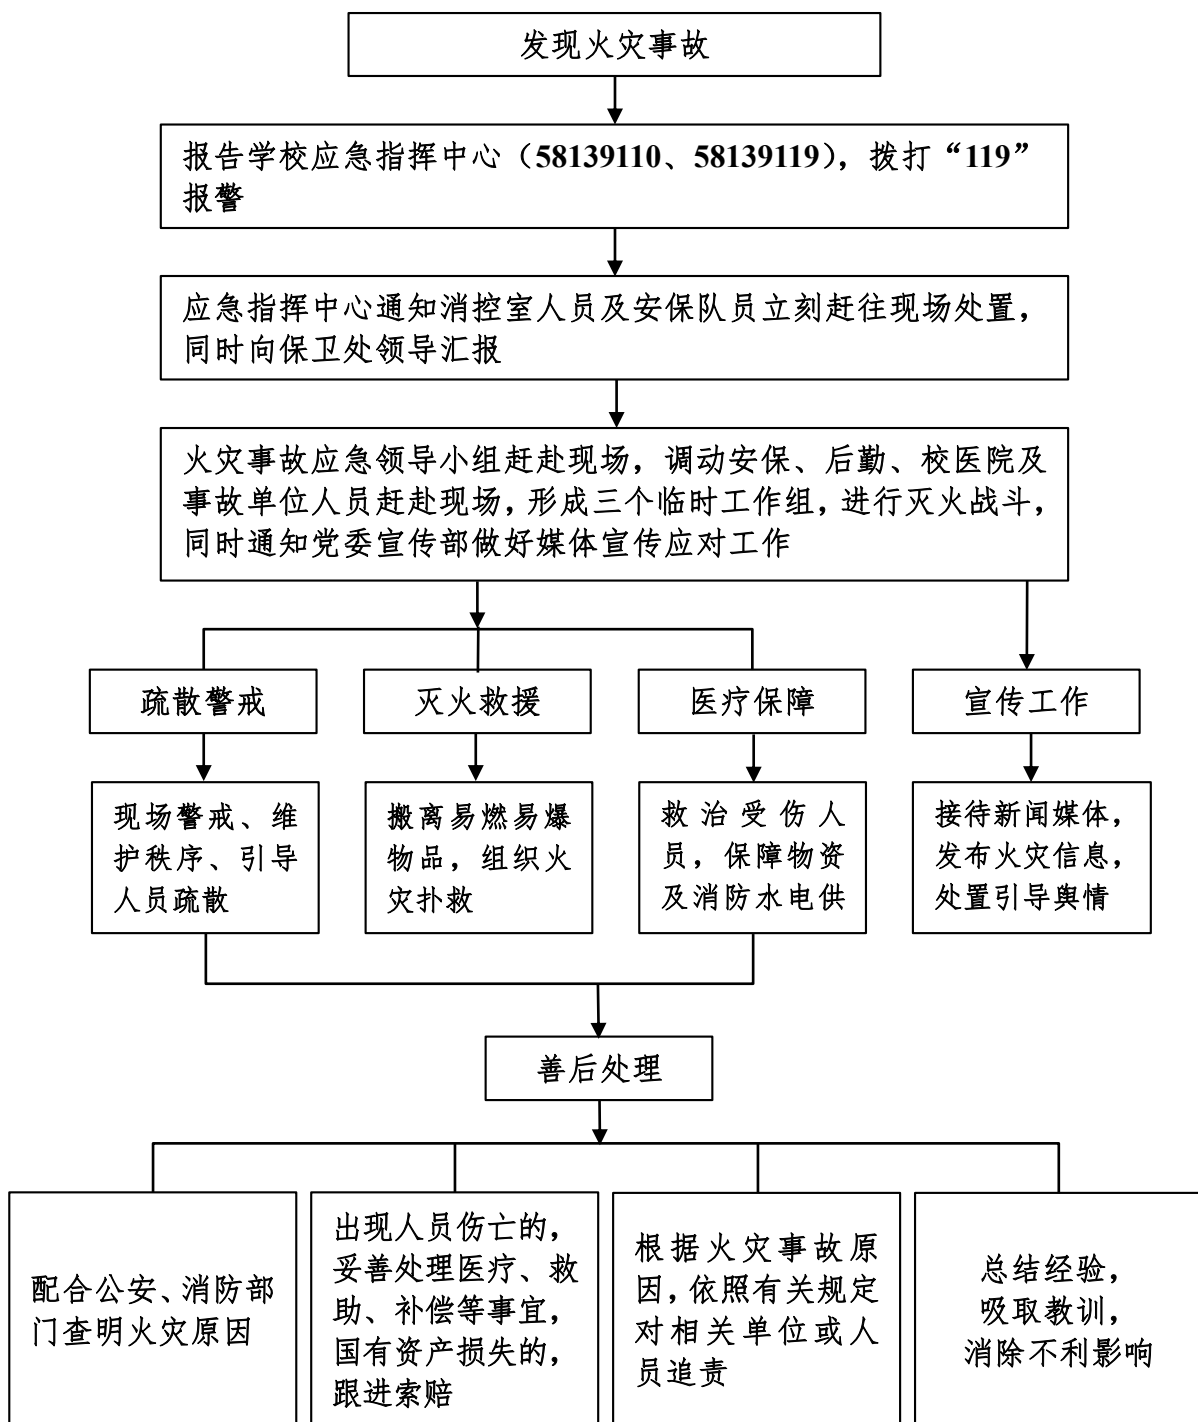 发现火灾事故
报告学校应急指挥中心（58139110、58139119），拨打“119”
报警
应急指挥中心通知消控室人员及安保队员立刻赶往现场处置，
同时向保卫处领导汇报
火灾事故应急领导小组赶赴现场，调动安保、后勤、校医院及
事故单位人员赶赴现场，形成三个临时工作组，进行灭火战斗，
同时通知党委宣传部做好媒体宣传应对工作
疏散警戒
灭火救援
医疗保障
宣传工作
现场警戒、维
护秩序、引导
人员疏散
搬离易燃易爆
物品，组织火
灾扑救
救治受伤人
员，保障物资
及消防水电供
接待新闻媒体，
发布火灾信息，
处置引导舆情
善后处理
配合公安、消防部
门查明火灾原因
出现人员伤亡的，
妥善处理医疗、救
助、补偿等事宜，
国有资产损失的，
跟进索赔
根据火灾事故原
因，依照有关规定
对相关单位或人
员追责
总结经验，
吸取教训，
消除不利影响